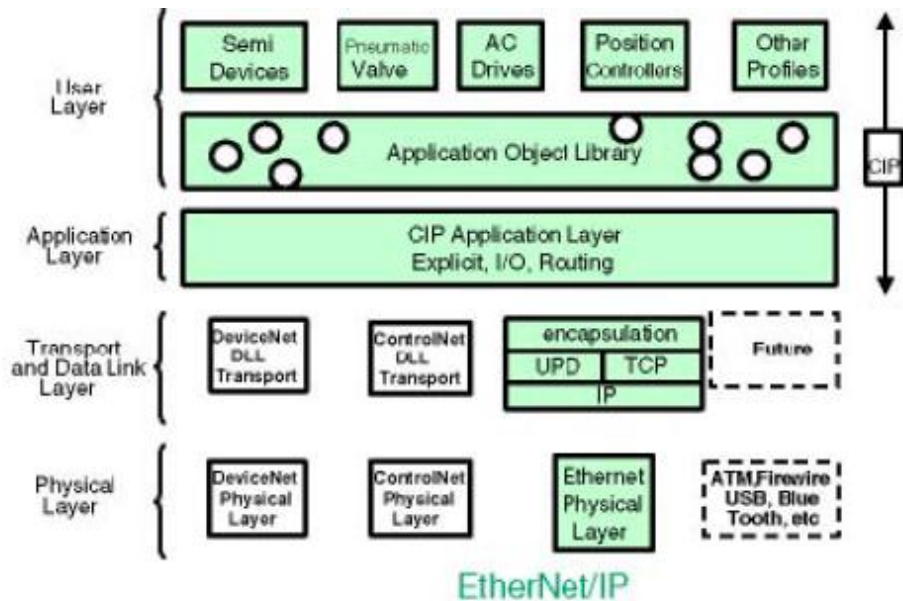 Semi
Devices
Pneumatic
Valve
AC
Drives
Position
Controllers
Other
Profiles
User
Layer
Application Object Library
CIP
Application
Layer
CIP Application Layer
Explicit, I/O, Routing
Transport
and Data Link
Layer
DeviceNet
DLL
Transport
ControlNet
DLL
Transport
encapsulation
UPD
TCP
IP
Future
Physical
Layer
DeviceNet
Physical
Layer
ControlNet
Physical
Layer
Ethernet
Physical
Layer
ATM,Firewire
USB, Blue
Tooth, etc
EtherNet/IP